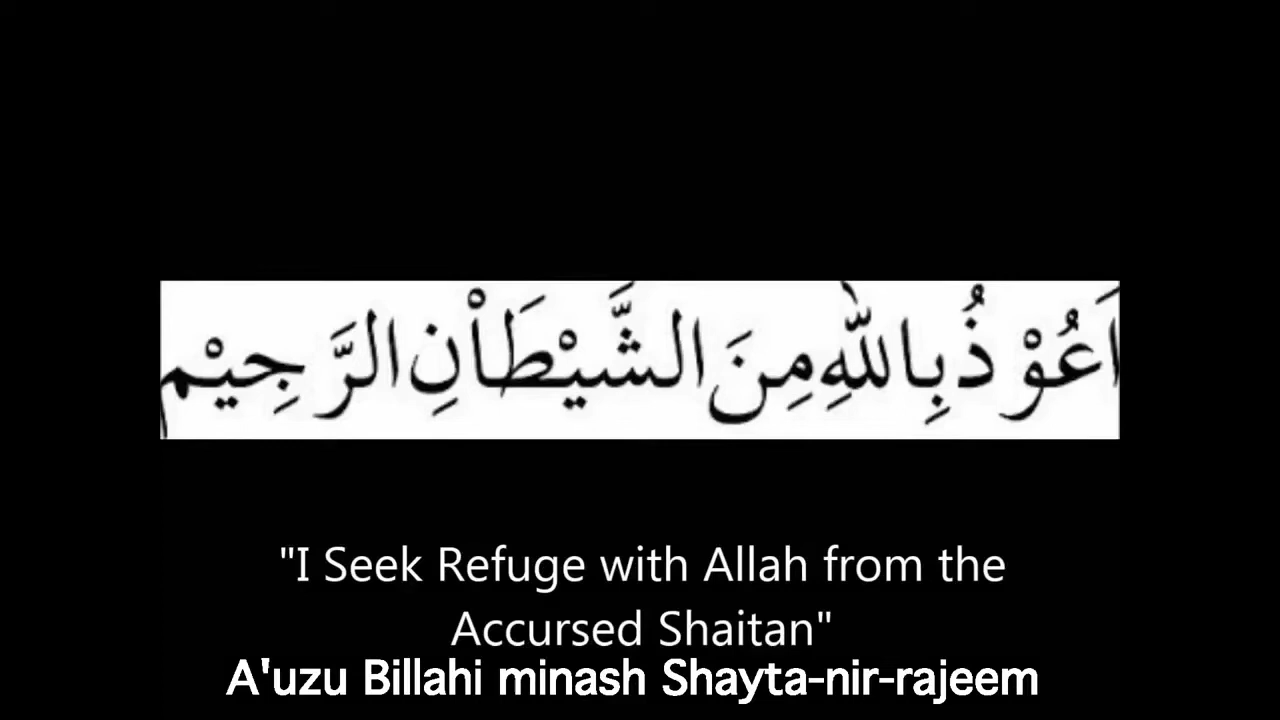 اَعُوْذُ بِاللّٰهِ مِنَ الشَّيْطَاْنِ الرَّجِيْم
"I Seek Refuge with Allah from the
Accursed Shaitan"
A'uzu Billahi minash Shayta-nir-rajeem